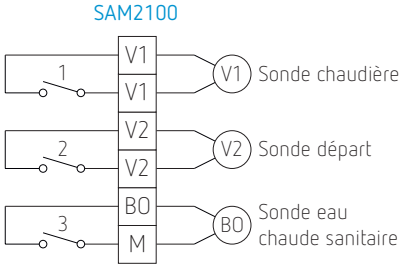 SAM2100
1
V1
V1
V1
Sonde chaudière
2
V2
V2
V2
Sonde départ
3
B0
M
B0
Sonde eau
chaude sanitaire